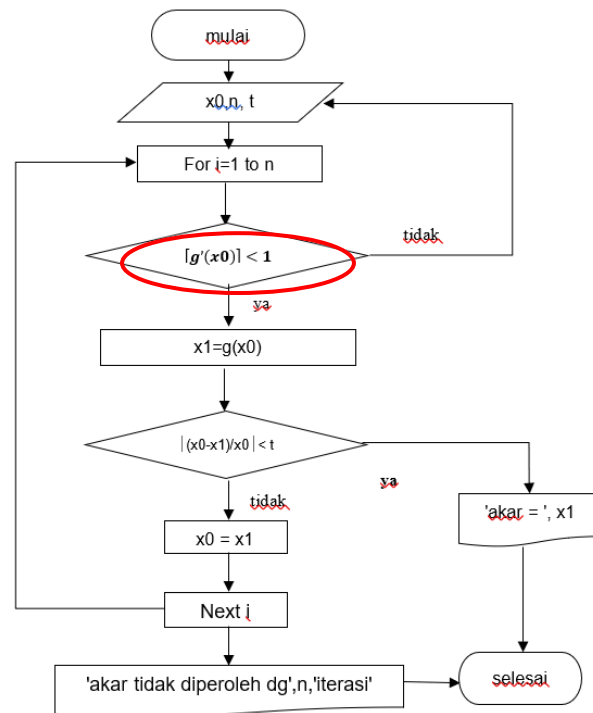 mulai
x0,n, t
For i=1 to n
⌈g'(x0)⌉ < 1
tidak
ya
x1=g(x0)
| (x0-x1)/x0 | < t
ya
tidak
'akar = ', x1
x0 = x1
Next i
'akar tidak diperoleh dg',n,'iterasi'
selesai